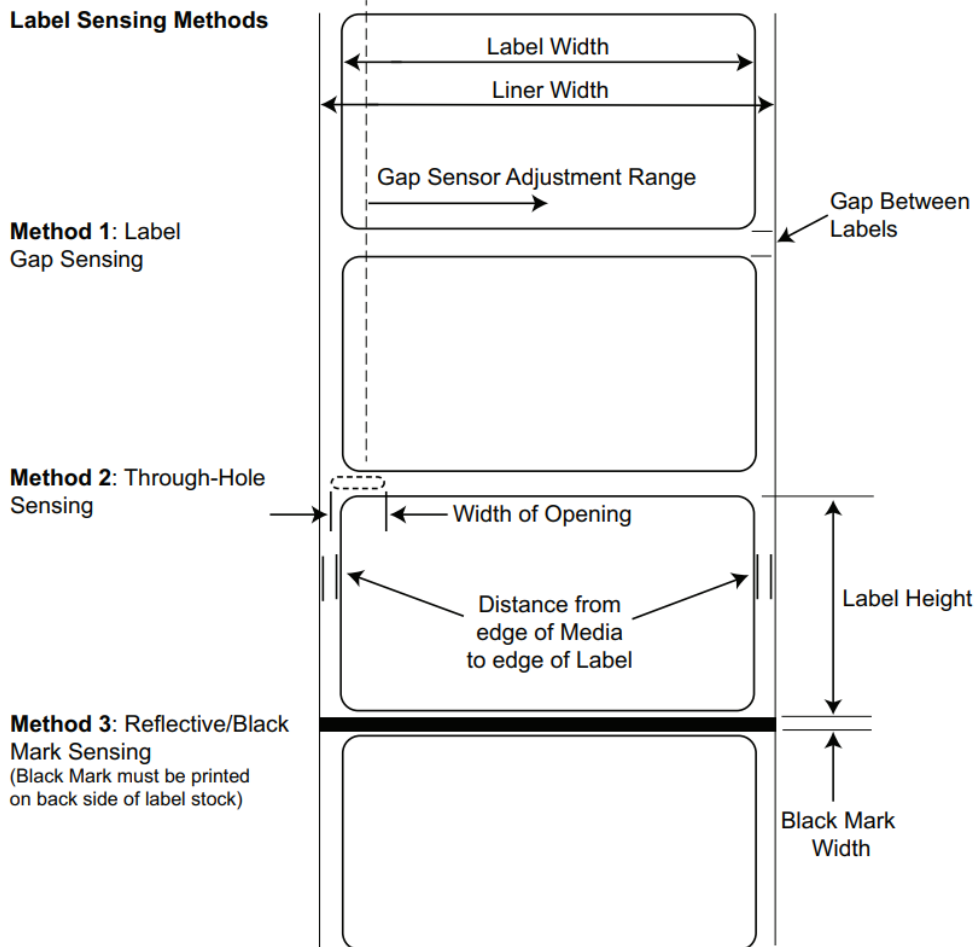 Label Sensing Methods
Label Width
Liner Width
Gap Sensor Adjustment Range
Gap Between
Labels
Method 1: Label
Gap Sensing
Method 2: Through-Hole
Sensing
Width of Opening
Distance from
edge of Media
to edge of Label
Label Height
Method 3: Reflective/Black
Mark Sensing
(Black Mark must be printed
on back side of label stock)
Black Mark
Width